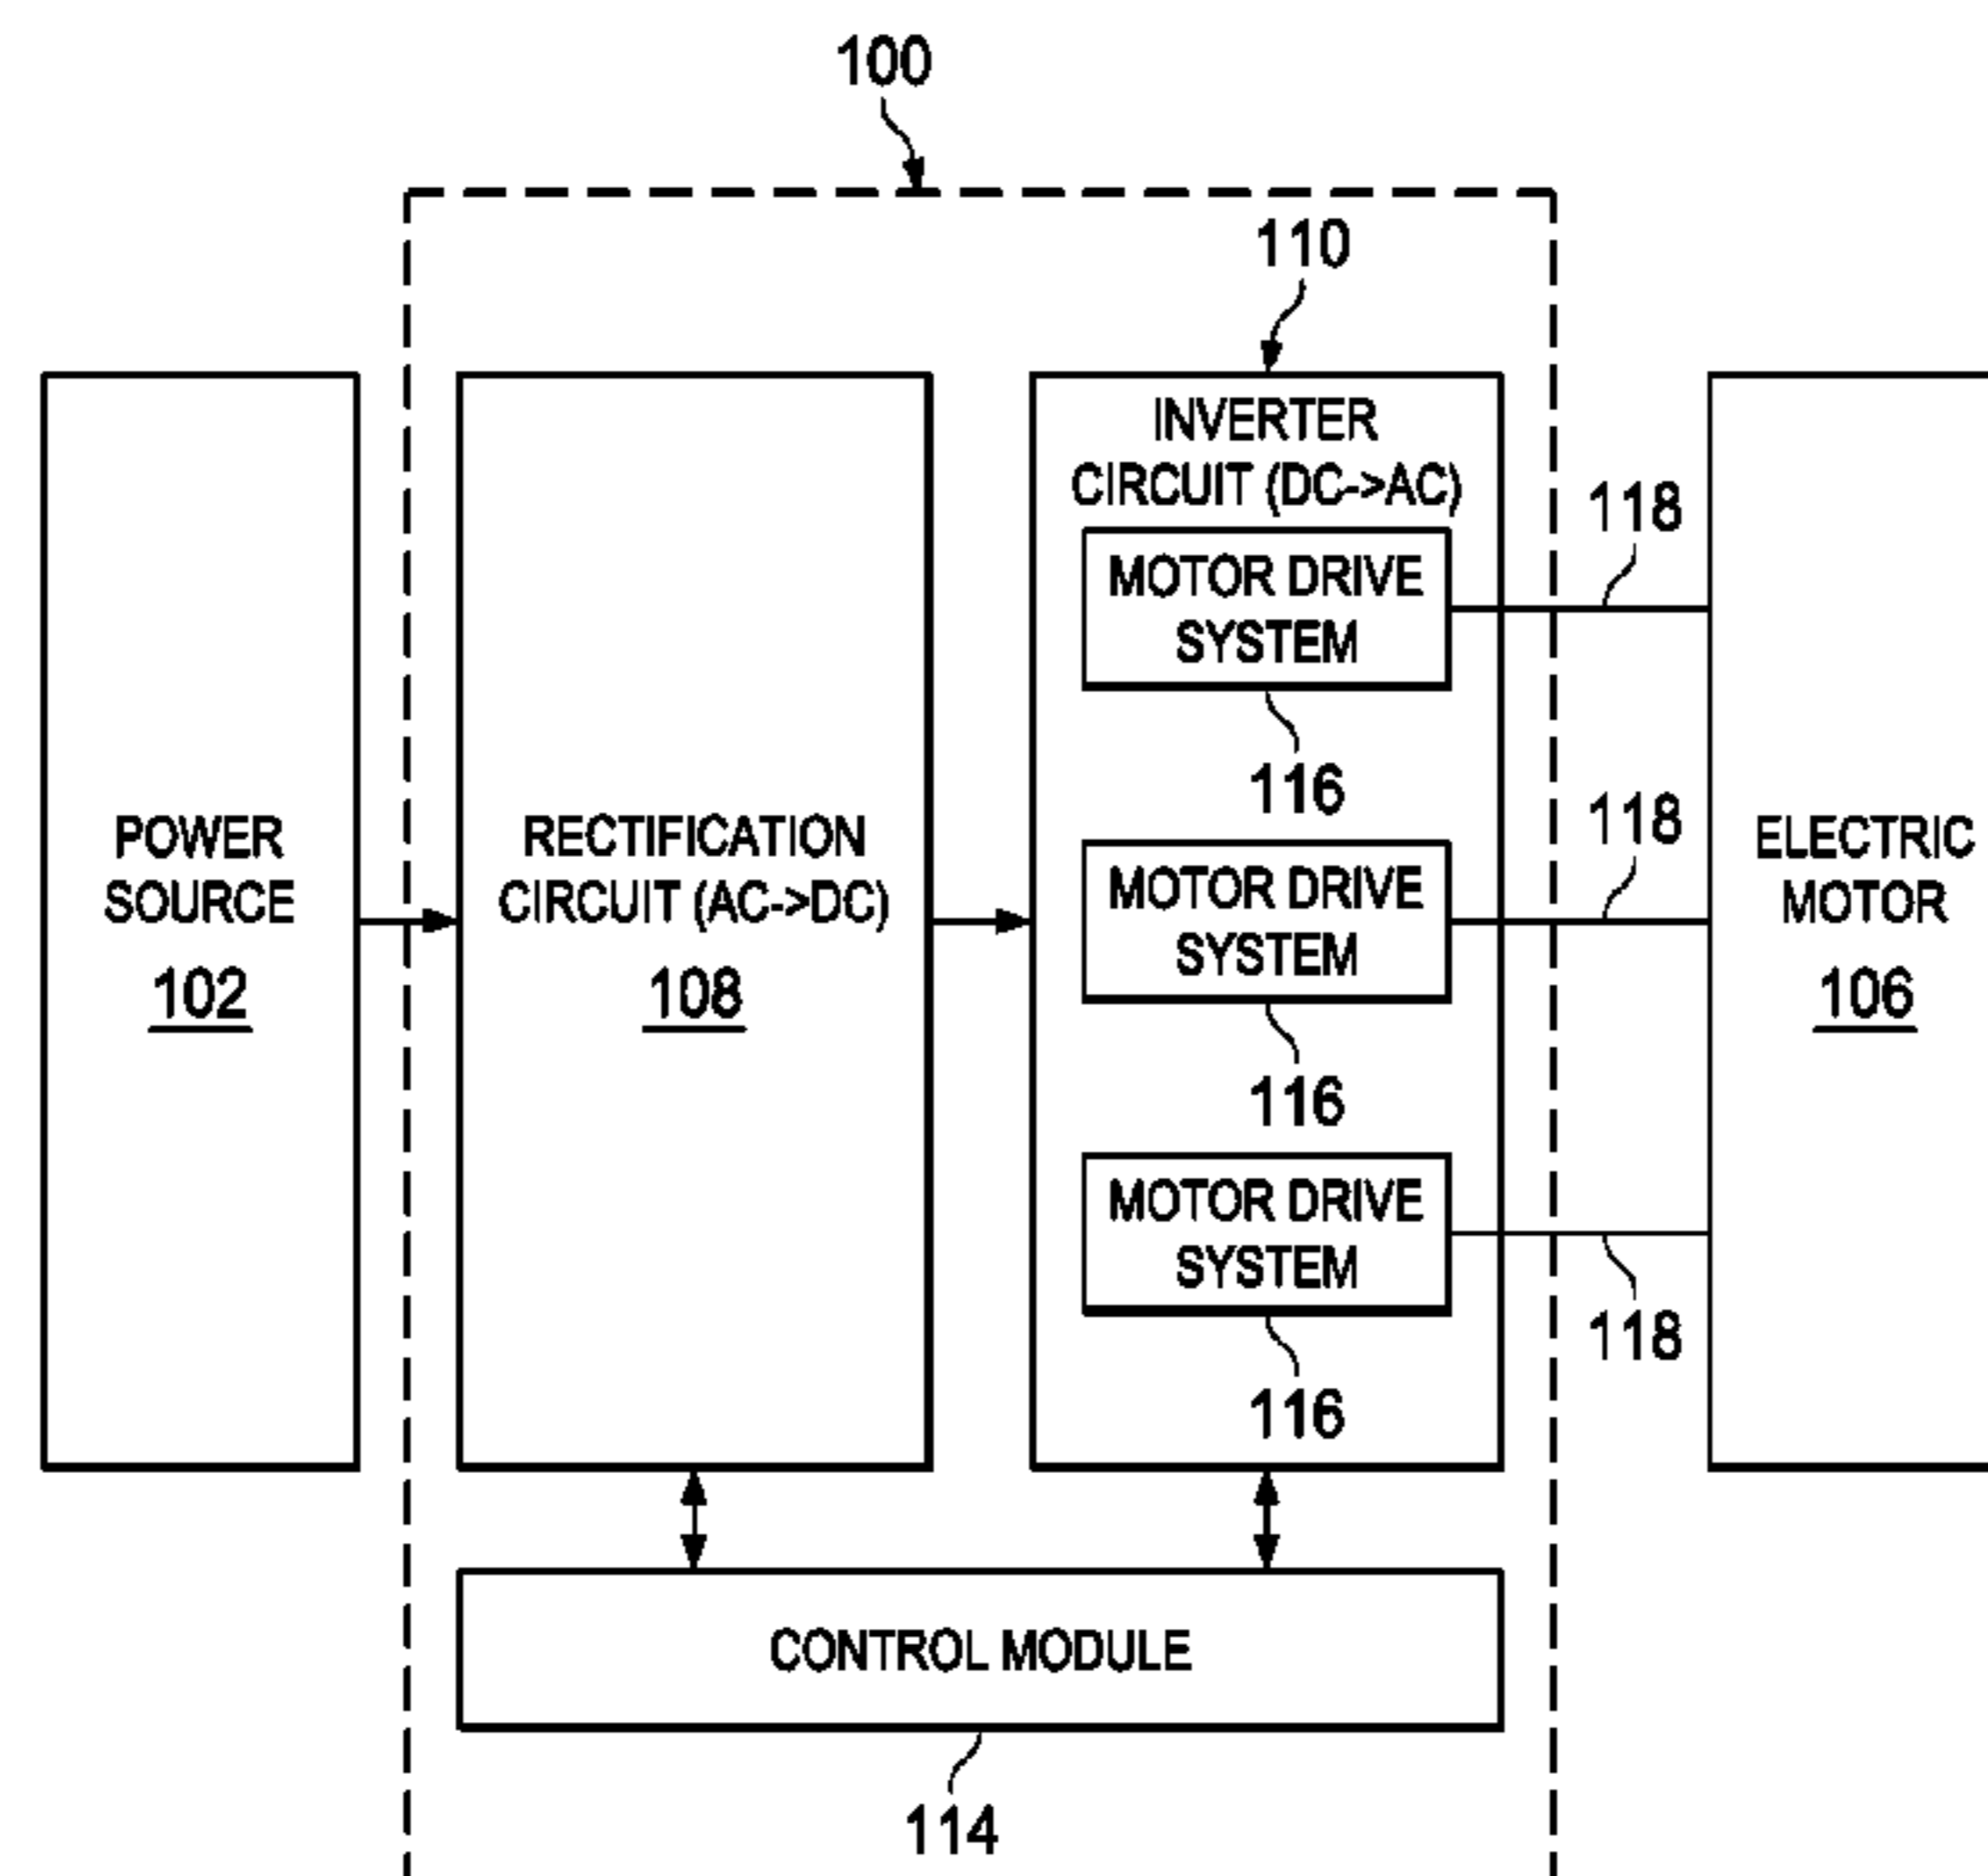 100
110
INVERTER
CIRCUIT (DC->AC)
MOTOR DRIVE
SYSTEM
116
118
POWER
SOURCE
102
RECTIFICATION
CIRCUIT (AC->DC)
108
MOTOR DRIVE
SYSTEM
116
118
ELECTRIC
MOTOR
106
MOTOR DRIVE
SYSTEM
116
118
CONTROL MODULE
114